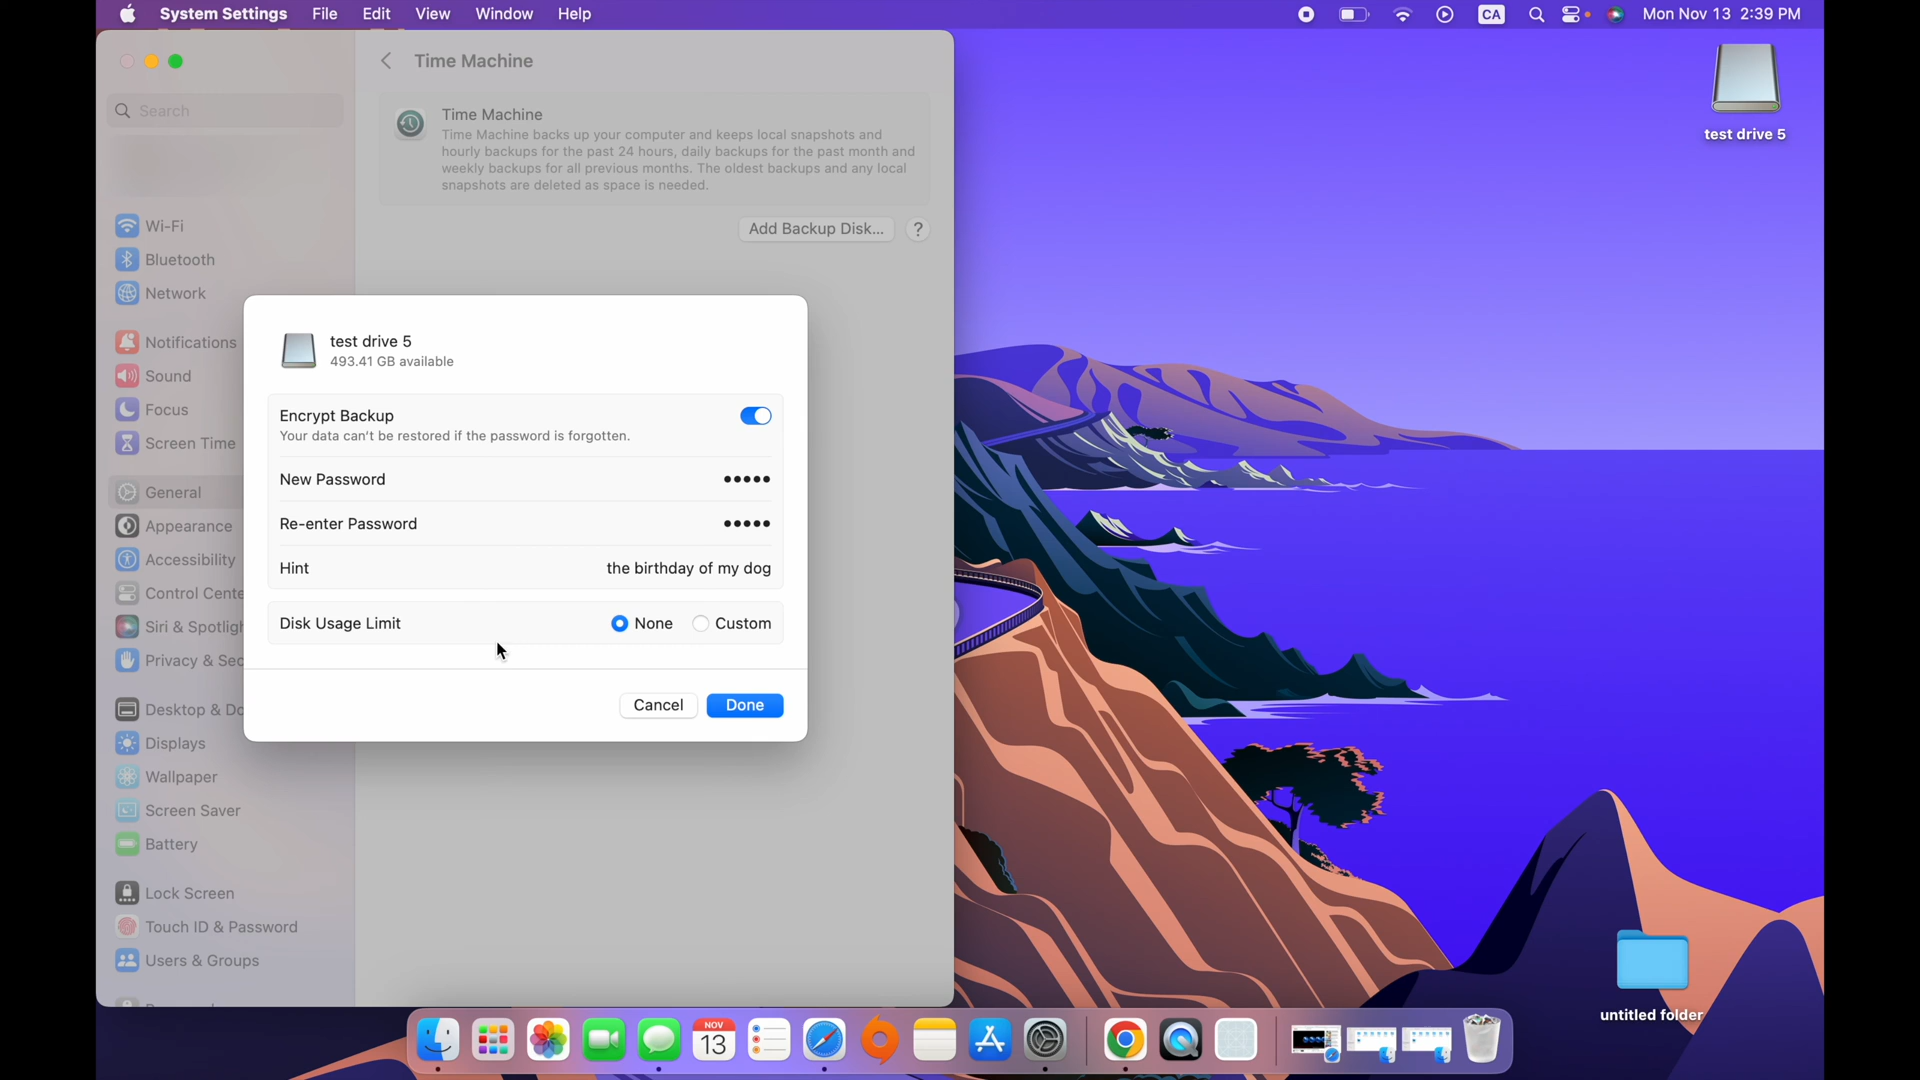 System Settings File Edit View Window Help
CA Mon Nov 13 2:39 PM
Time Machine
Search
Time Machine
Time Machine backs up your computer and keeps local snapshots and
hourly backups for the past 24 hours, daily backups for the past month and
weekly backups for all previous months. The oldest backups and any local
snapshots are deleted as space is needed.
Add Backup Disk... ?
test drive 5
Wi-Fi
Bluetooth
Network
Notifications
Sound
Focus
Screen Time
General
Appearance
Accessibility
Control Cente
Siri & Spotligh
Privacy & Sec
Desktop & Do
Displays
Wallpaper
Screen Saver
Battery
Lock Screen
Touch ID & Password
Users & Groups
test drive 5
493.41 GB available
Encrypt Backup
Your data can't be restored if the password is forgotten.
New Password •••••
Re-enter Password •••••
Hint the birthday of my dog
Disk Usage Limit None Custom
Cancel Done
untitled folder
NOV
13